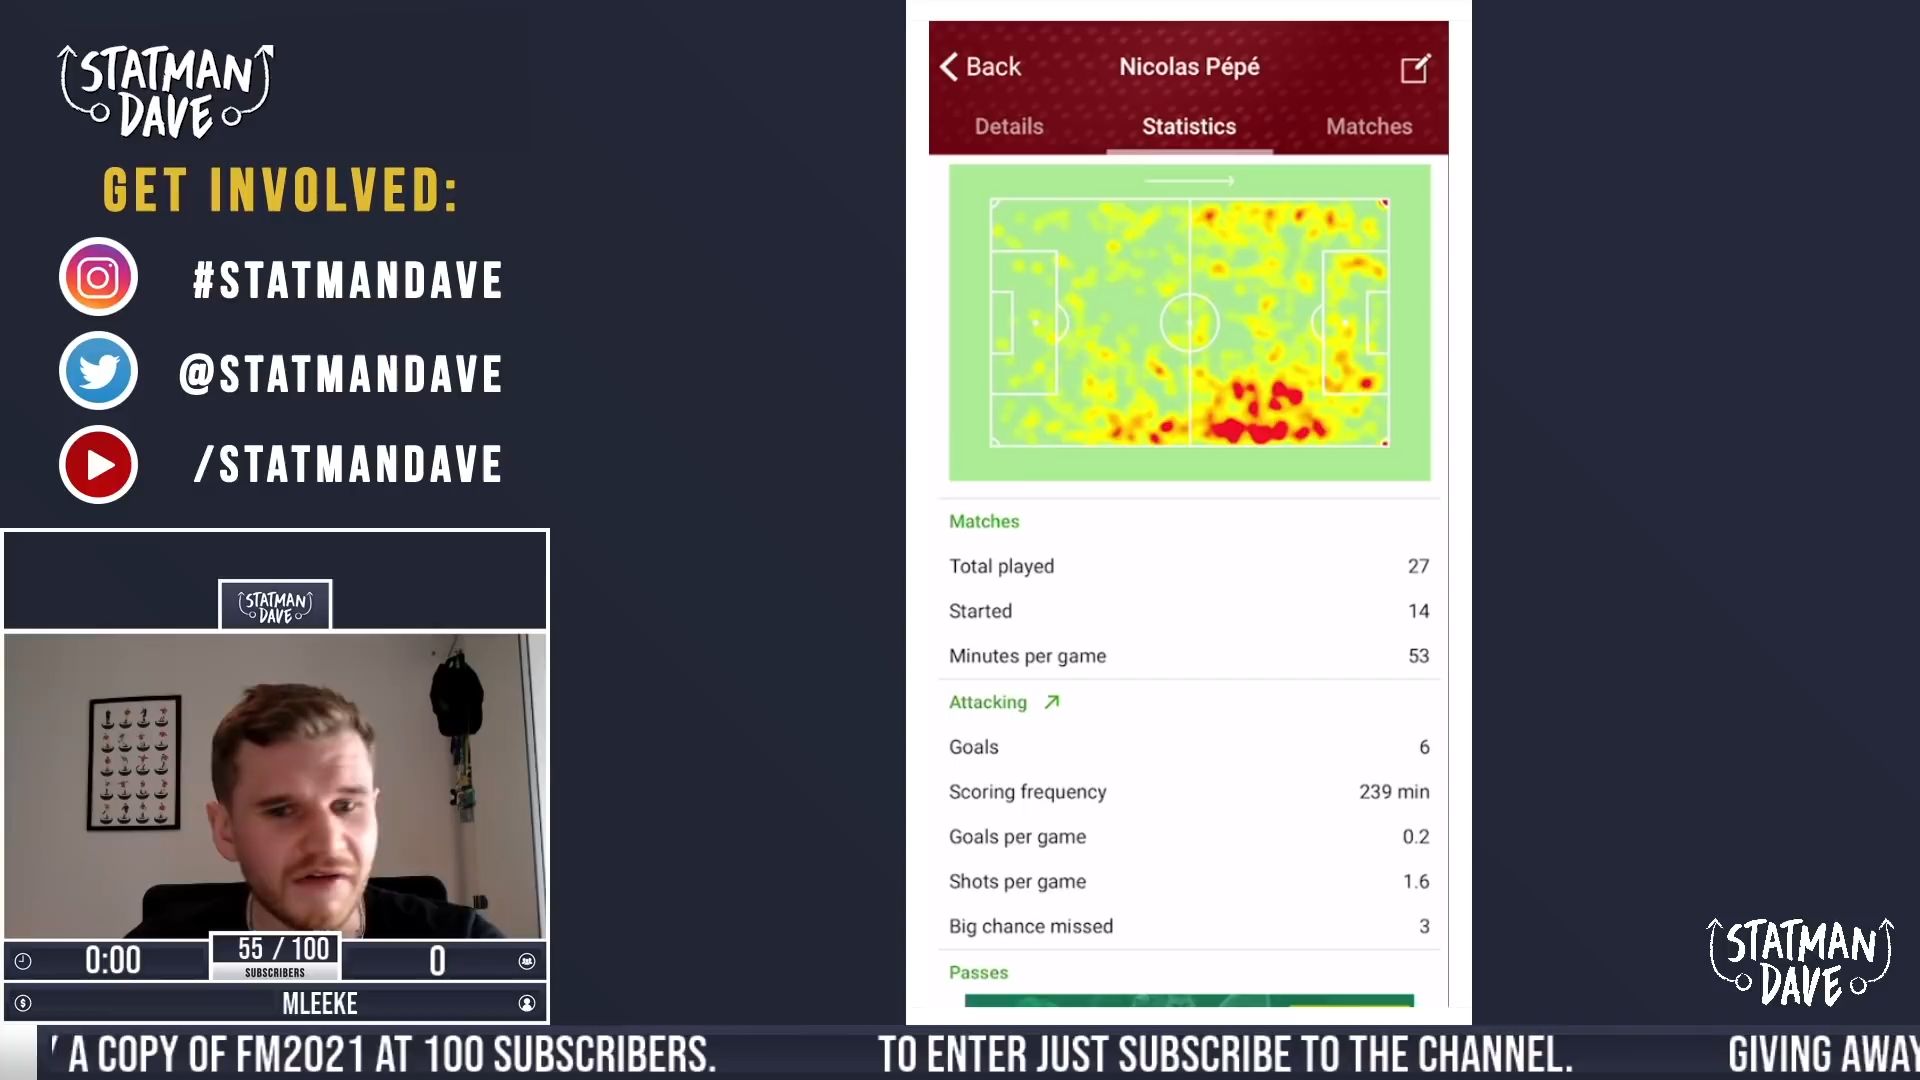 STATMAN
DAVE
GET INVOLVED:
#STATMANDAVE
@STATMANDAVE
/STATMANDAVE
STATMAN
DAVE
0:00
55 / 100
SUBSCRIBERS
0
$
MLEEKE
Back
Nicolas Pépé
Details
Statistics
Matches
Matches
Total played 27
Started 14
Minutes per game 53
Attacking
Goals 6
Scoring frequency 239 min
Goals per game 0.2
Shots per game 1.6
Big chance missed 3
Passes
STATMAN
DAVE
A COPY OF FM2021 AT 100 SUBSCRIBERS. TO ENTER JUST SUBSCRIBE TO THE CHANNEL. GIVING AWAY